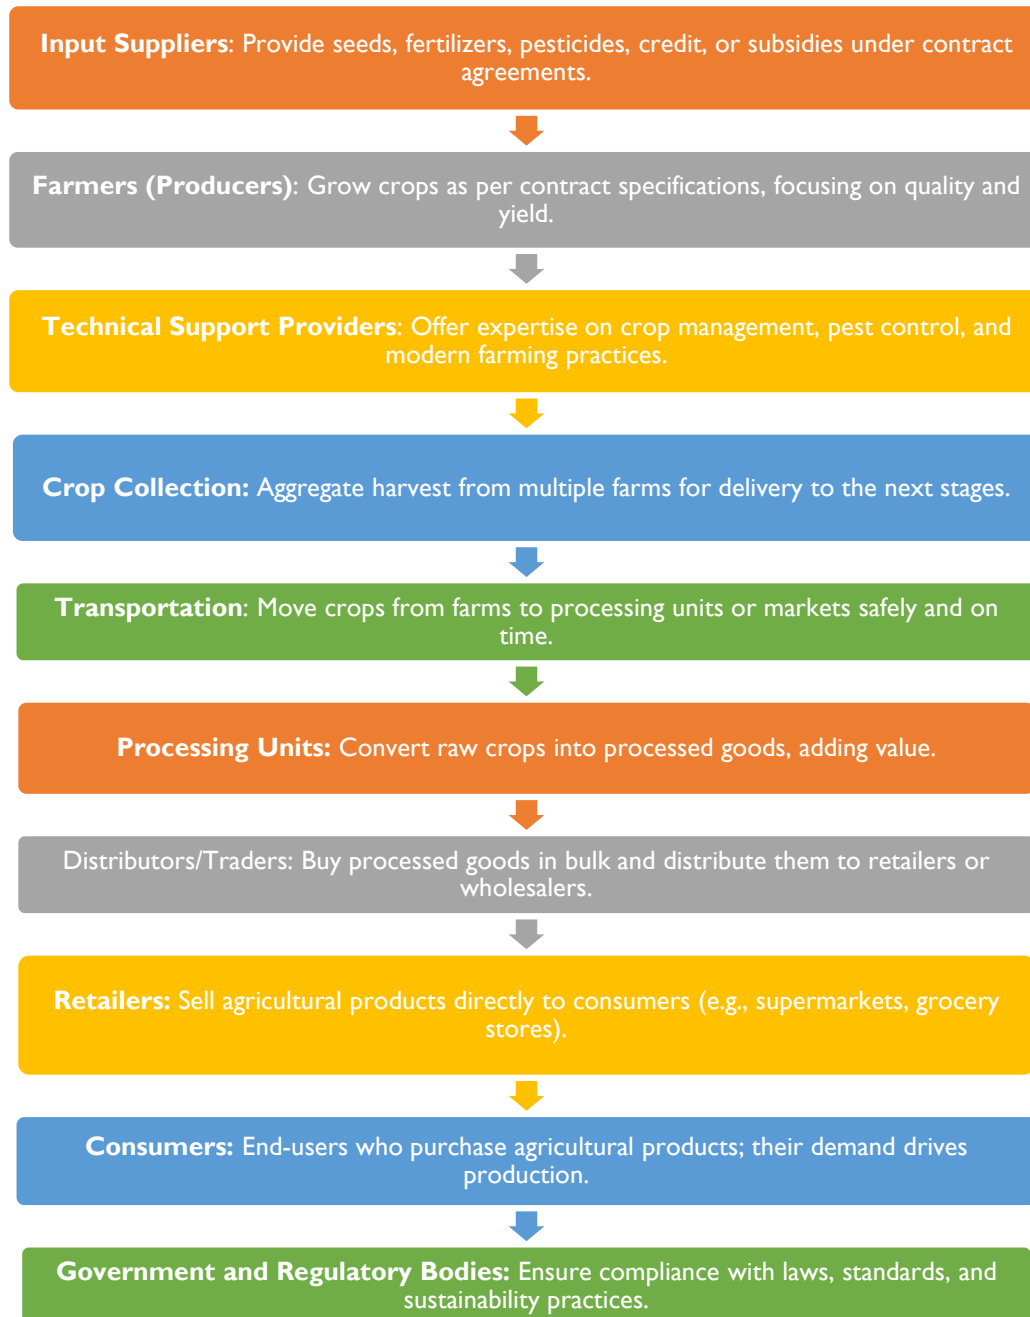 Input Suppliers: Provide seeds, fertilizers, pesticides, credit, or subsidies under contract
agreements.
Farmers (Producers): Grow crops as per contract specifications, focusing on quality and
yield.
Technical Support Providers: Offer expertise on crop management, pest control, and
modern farming practices.
Crop Collection: Aggregate harvest from multiple farms for delivery to the next stages.
Transportation: Move crops from farms to processing units or markets safely and on
time.
Processing Units: Convert raw crops into processed goods, adding value.
Distributors/Traders: Buy processed goods in bulk and distribute them to retailers or
wholesalers.
Retailers: Sell agricultural products directly to consumers (e.g., supermarkets, grocery
stores).
Consumers: End-users who purchase agricultural products; their demand drives
production.
Government and Regulatory Bodies: Ensure compliance with laws, standards, and
sustainability practices.